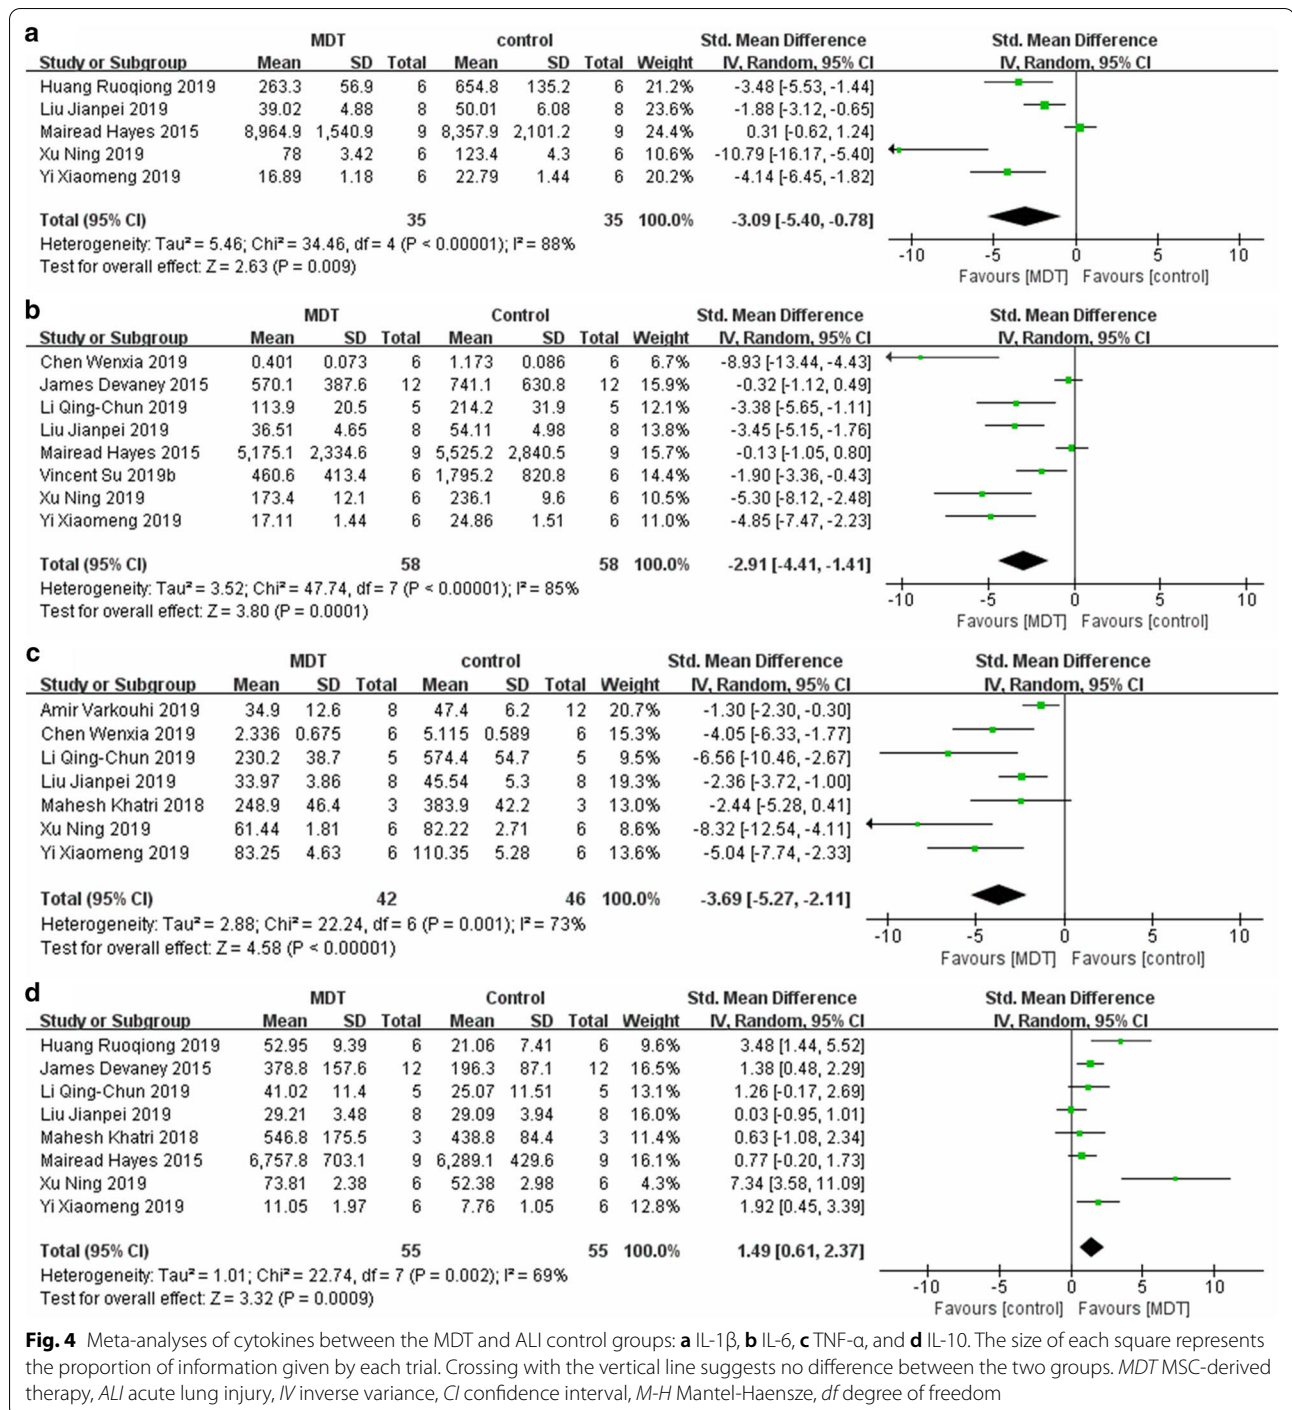 a
MDT control Std. Mean Difference Std. Mean Difference
Study or Subgroup Mean SD Total Mean SD Total Weight IV, Random, 95% CI IV, Random, 95% CI
Huang Ruoqiong 2019 263.3 56.9 6 654.8 135.2 6 21.2% -3.48 [-5.53, -1.44]
Liu Jianpei 2019 39.02 4.88 8 50.01 6.08 8 23.6% -1.88 [-3.12, -0.65]
Mairead Hayes 2015 8,964.9 1,540.9 9 8,357.9 2,101.2 9 24.4% 0.31 [-0.62, 1.24]
Xu Ning 2019 78 3.42 6 123.4 4.3 6 10.6% -10.79 [-16.17, -5.40]
Yi Xiaomeng 2019 16.89 1.18 6 22.79 1.44 6 20.2% -4.14 [-6.45, -1.82]
Total (95% CI) 35 35 100.0% -3.09 [-5.40, -0.78]
Heterogeneity: Tau² = 5.46; Chi² = 34.46, df = 4 (P < 0.00001); I² = 88%
Test for overall effect: Z = 2.63 (P = 0.009)
-10 -5 0 5 10
Favours [MDT] Favours [control]
b
MDT Control Std. Mean Difference Std. Mean Difference
Study or Subgroup Mean SD Total Mean SD Total Weight IV, Random, 95% CI IV, Random, 95% CI
Chen Wenxia 2019 0.401 0.073 6 1.173 0.086 6 6.7% -8.93 [-13.44, -4.43]
James Devaney 2015 570.1 387.6 12 741.1 630.8 12 15.9% -0.32 [-1.12, 0.49]
Li Qing-Chun 2019 113.9 20.5 5 214.2 31.9 5 12.1% -3.38 [-5.65, -1.11]
Liu Jianpei 2019 36.51 4.65 8 54.11 4.98 8 13.8% -3.45 [-5.15, -1.76]
Mairead Hayes 2015 5,175.1 2,334.6 9 5,525.2 2,840.5 9 15.7% -0.13 [-1.05, 0.80]
Vincent Su 2019b 460.6 413.4 6 1,795.2 820.8 6 14.4% -1.90 [-3.36, -0.43]
Xu Ning 2019 173.4 12.1 6 236.1 9.6 6 10.5% -5.30 [-8.12, -2.48]
Yi Xiaomeng 2019 17.11 1.44 6 24.86 1.51 6 11.0% -4.85 [-7.47, -2.23]
Total (95% CI) 58 58 100.0% -2.91 [-4.41, -1.41]
Heterogeneity: Tau² = 3.52; Chi² = 47.74, df = 7 (P < 0.00001); I² = 85%
Test for overall effect: Z = 3.80 (P = 0.0001)
-10 -5 0 5 10
Favours [MDT] Favours [control]
c
MDT control Std. Mean Difference Std. Mean Difference
Study or Subgroup Mean SD Total Mean SD Total Weight IV, Random, 95% CI IV, Random, 95% CI
Amir Varkouhi 2019 34.9 12.6 8 47.4 6.2 12 20.7% -1.30 [-2.30, -0.30]
Chen Wenxia 2019 2.336 0.675 6 5.115 0.589 6 15.3% -4.05 [-6.33, -1.77]
Li Qing-Chun 2019 230.2 38.7 5 574.4 54.7 5 9.5% -6.56 [-10.46, -2.67]
Liu Jianpei 2019 33.97 3.86 8 45.54 5.3 8 19.3% -2.36 [-3.72, -1.00]
Mahesh Khatri 2018 248.9 46.4 3 383.9 42.2 3 13.0% -2.44 [-5.28, 0.41]
Xu Ning 2019 61.44 1.81 6 82.22 2.71 6 8.6% -8.32 [-12.54, -4.11]
Yi Xiaomeng 2019 83.25 4.63 6 110.35 5.28 6 13.6% -5.04 [-7.74, -2.33]
Total (95% CI) 42 46 100.0% -3.69 [-5.27, -2.11]
Heterogeneity: Tau² = 2.88; Chi² = 22.24, df = 6 (P = 0.001); I² = 73%
Test for overall effect: Z = 4.58 (P < 0.00001)
-10 -5 0 5 10
Favours [MDT] Favours [control]
d
MDT Control Std. Mean Difference Std. Mean Difference
Study or Subgroup Mean SD Total Mean SD Total Weight IV, Random, 95% CI IV, Random, 95% CI
Huang Ruoqiong 2019 52.95 9.39 6 21.06 7.41 6 9.6% 3.48 [1.44, 5.52]
James Devaney 2015 378.8 157.6 12 196.3 87.1 12 16.5% 1.38 [0.48, 2.29]
Li Qing-Chun 2019 41.02 11.4 5 25.07 11.51 5 13.1% 1.26 [-0.17, 2.69]
Liu Jianpei 2019 29.21 3.48 8 29.09 3.94 8 16.0% 0.03 [-0.95, 1.01]
Mahesh Khatri 2018 546.8 175.5 3 438.8 84.4 3 11.4% 0.63 [-1.08, 2.34]
Mairead Hayes 2015 6,757.8 703.1 9 6,289.1 429.6 9 16.1% 0.77 [-0.20, 1.73]
Xu Ning 2019 73.81 2.38 6 52.38 2.98 6 4.3% 7.34 [3.58, 11.09]
Yi Xiaomeng 2019 11.05 1.97 6 7.76 1.05 6 12.8% 1.92 [0.45, 3.39]
Total (95% CI) 55 55 100.0% 1.49 [0.61, 2.37]
Heterogeneity: Tau² = 1.01; Chi² = 22.74, df = 7 (P = 0.002); I² = 69%
Test for overall effect: Z = 3.32 (P = 0.0009)
-10 -5 0 5 10
Favours [control] Favours [MDT]
Fig. 4 Meta-analyses of cytokines between the MDT and ALI control groups: a IL-1β, b IL-6, c TNF-α, and d IL-10. The size of each square represents
the proportion of information given by each trial. Crossing with the vertical line suggests no difference between the two groups. MDT MSC-derived
therapy, ALI acute lung injury, IV inverse variance, CI confidence interval, M-H Mantel-Haensze, df degree of freedom